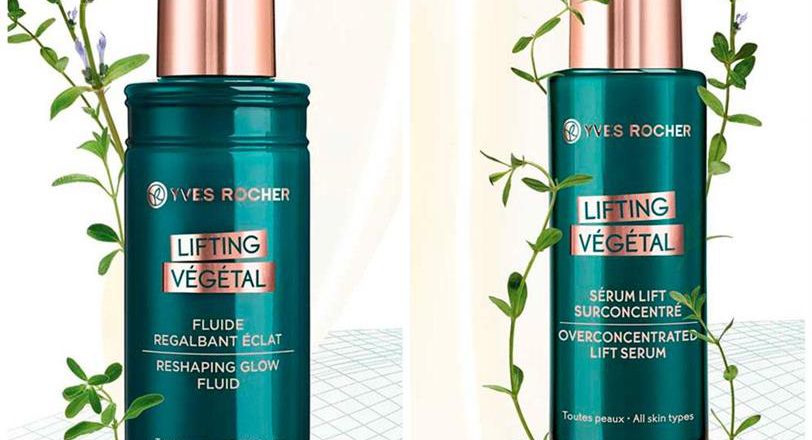 YVES ROCHER
LIFTING
VÉGÉTAL
FLUIDE
REGALBANT ÉCLAT
RESHAPING GLOW
FLUID
YVES ROCHER
LIFTING
VÉGÉTAL
SÉRUM LIFT
SURCONCENTRÉ
OVERCONCENTRATED
LIFT SERUM
Toutes peaux • All skin types